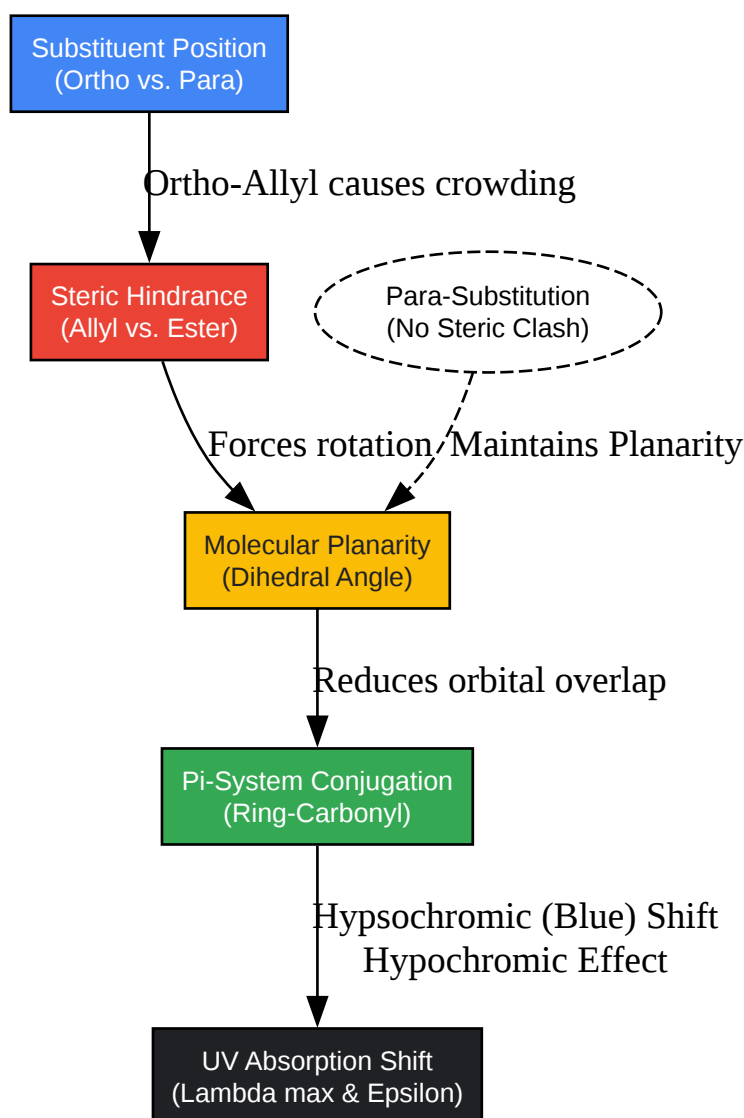 Substituent Position
(Ortho vs. Para)
Ortho-Allyl causes crowding
Steric Hindrance
(Allyl vs. Ester)
Para-Substitution
(No Steric Clash)
Forces rotation
Maintains Planarity
Molecular Planarity
(Dihedral Angle)
Reduces orbital overlap
Pi-System Conjugation
(Ring-Carbonyl)
Hypsochromic (Blue) Shift
Hypochromic Effect
UV Absorption Shift
(Lambda max & Epsilon)